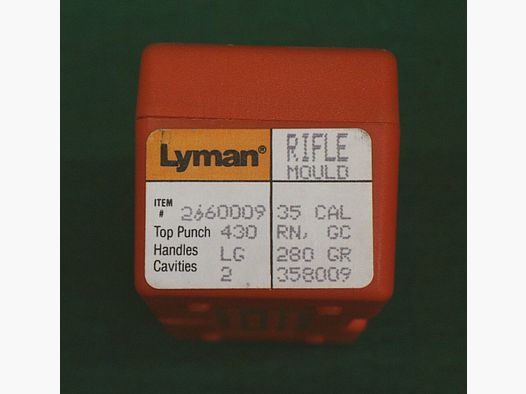 Lyman®
RIFLE
MOULD
ITEM
# 2660009
Top Punch 430
Handles LG
Cavities 2
35 CAL
RN, GC
280 GR
358009